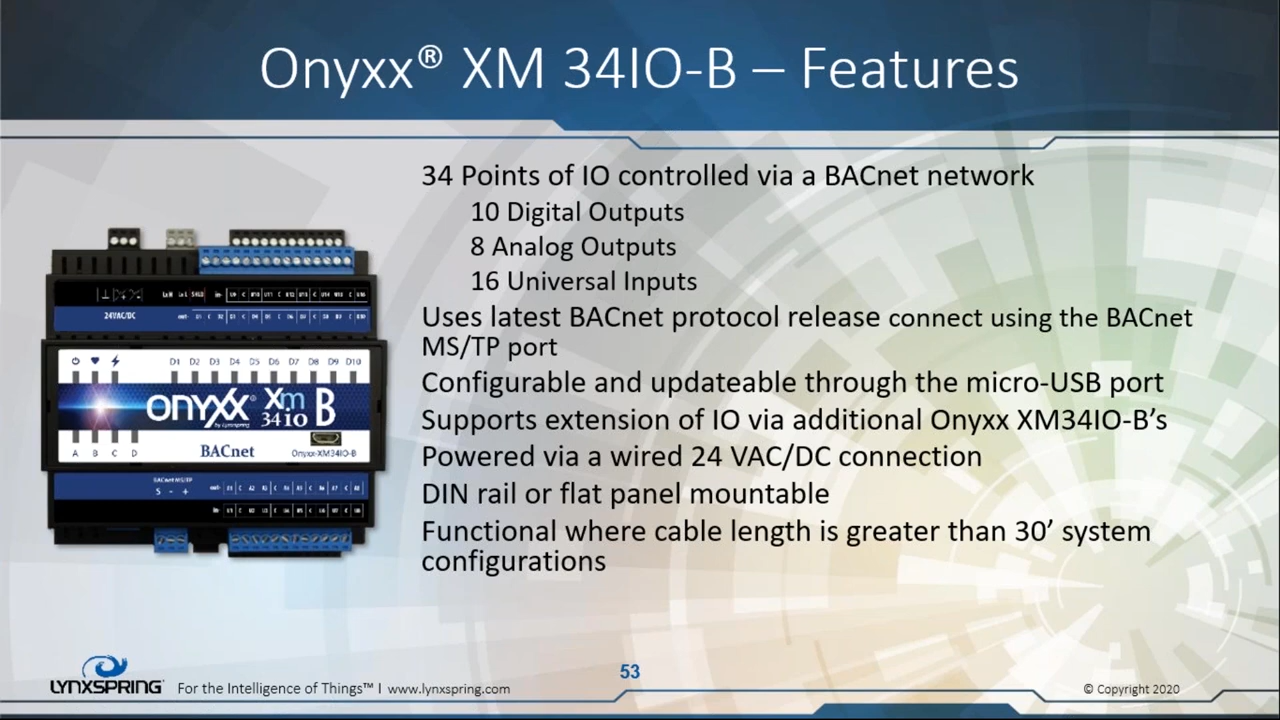 Onyxx® XM 34IO-B – Features
34 Points of IO controlled via a BACnet network
10 Digital Outputs
8 Analog Outputs
16 Universal Inputs
Uses latest BACnet protocol release connect using the BACnet
MS/TP port
Configurable and updateable through the micro-USB port
Supports extension of IO via additional Onyxx XM34IO-B’s
Powered via a wired 24 VAC/DC connection
DIN rail or flat panel mountable
Functional where cable length is greater than 30’ system
configurations
24VAC/DC
D1 D2 D3 D4 D5 D6 D7 D8 D9 D10
onyxx® Xm 34io B
by Lynxspring
A B C D
BACnet
Onyxx-XM34IO-B
BACnet MS/TP
S - +
53
LYNXSPRING® For the Intelligence of Things™ | www.lynxspring.com
© Copyright 2020